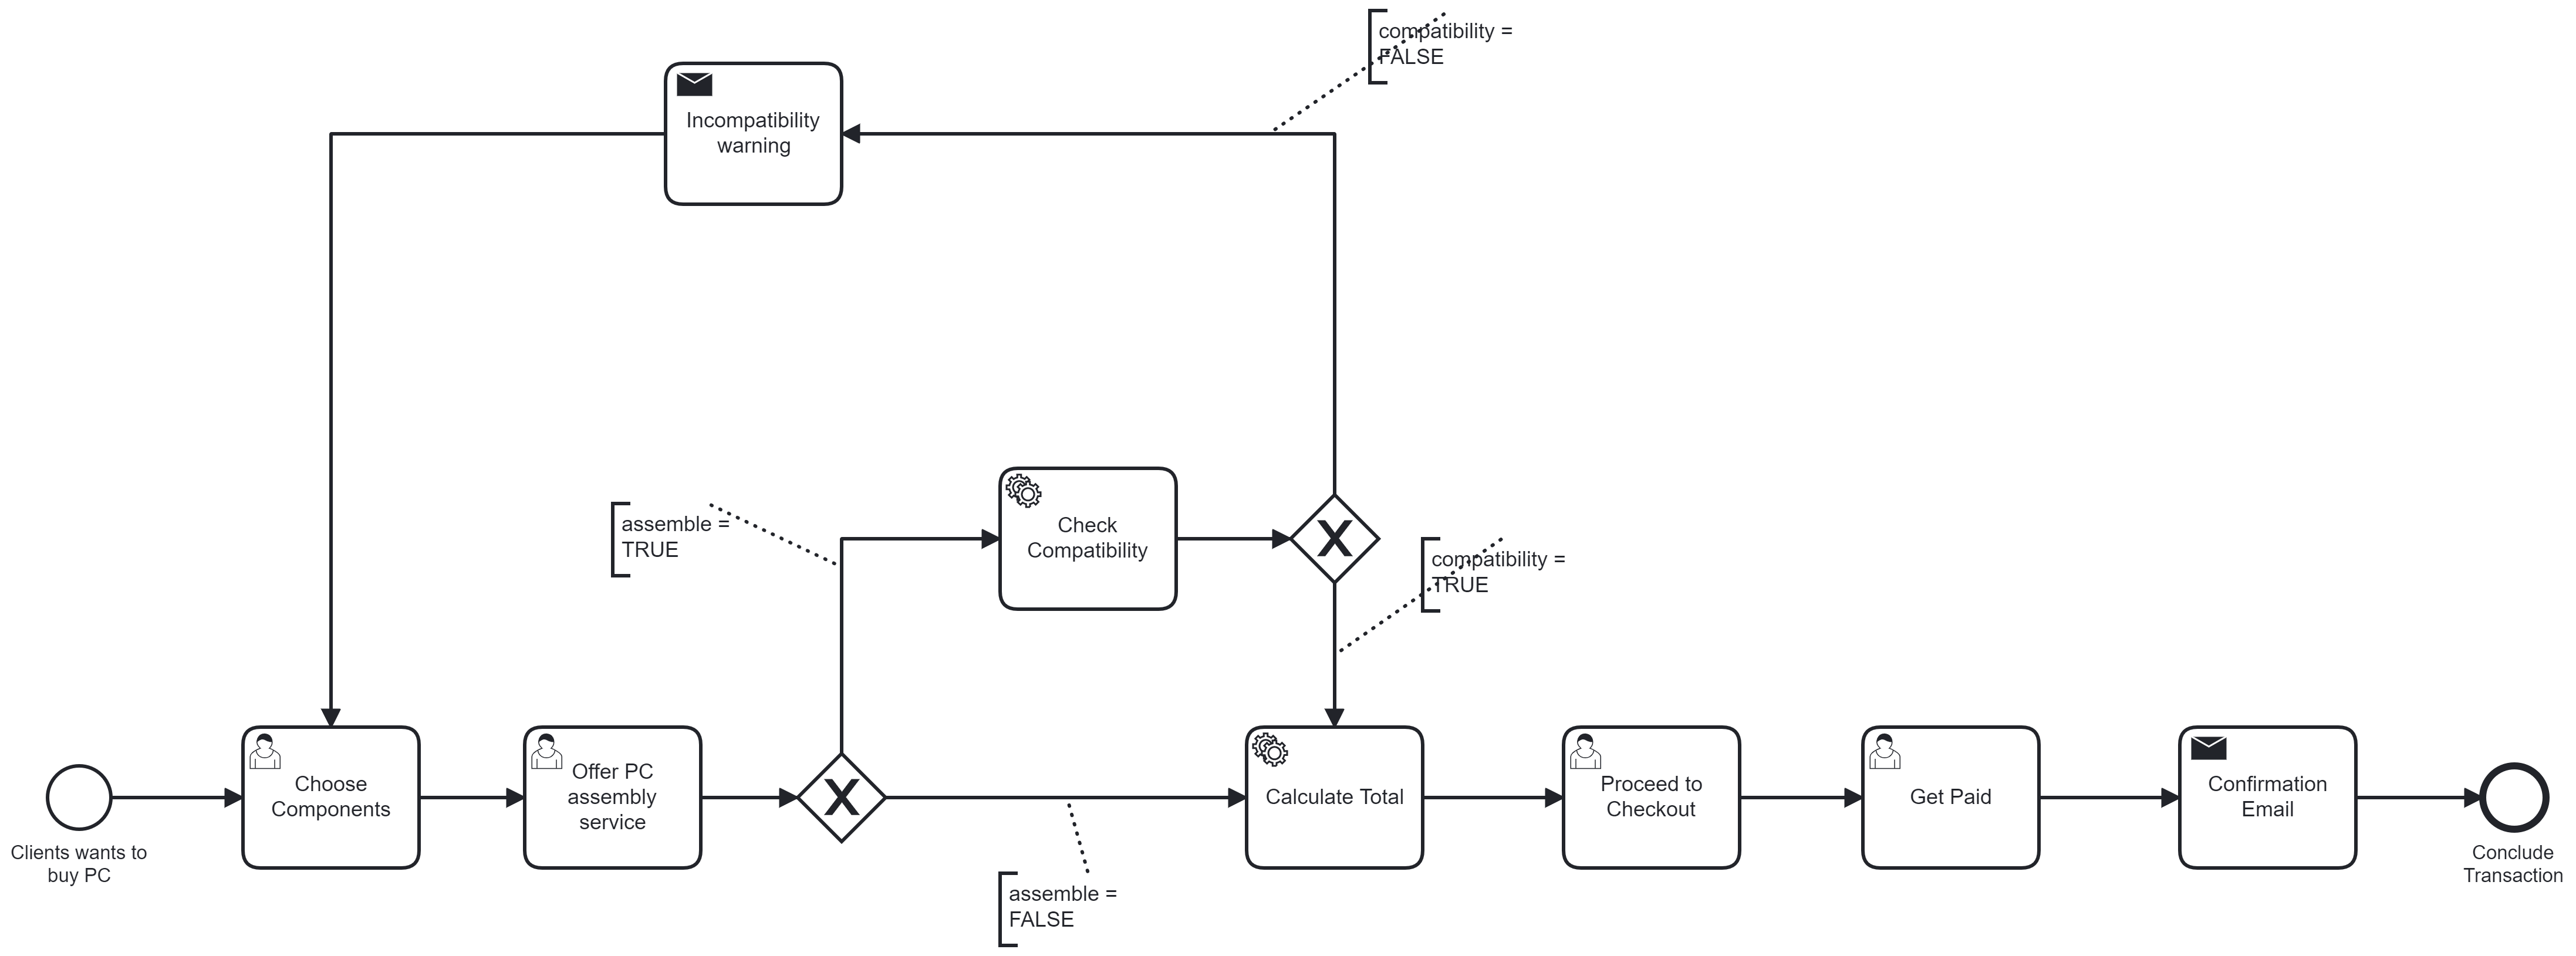 compatibility =
FALSE
Incompatibility
warning
assemble =
TRUE
Check
Compatibility
compatibility =
TRUE
Clients wants to
buy PC
Choose
Components
Offer PC
assembly
service
assemble =
FALSE
Calculate Total
Proceed to
Checkout
Get Paid
Confirmation
Email
Conclude
Transaction